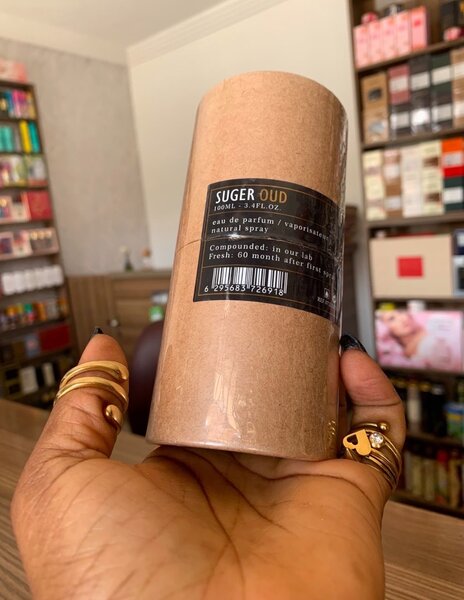 SUGER OUD
100ML - 3.4FL.OZ
eau de parfum / vaporisateur
natural spray
Compounded: in our lab
Fresh: 60 month after first
6 295683 726918